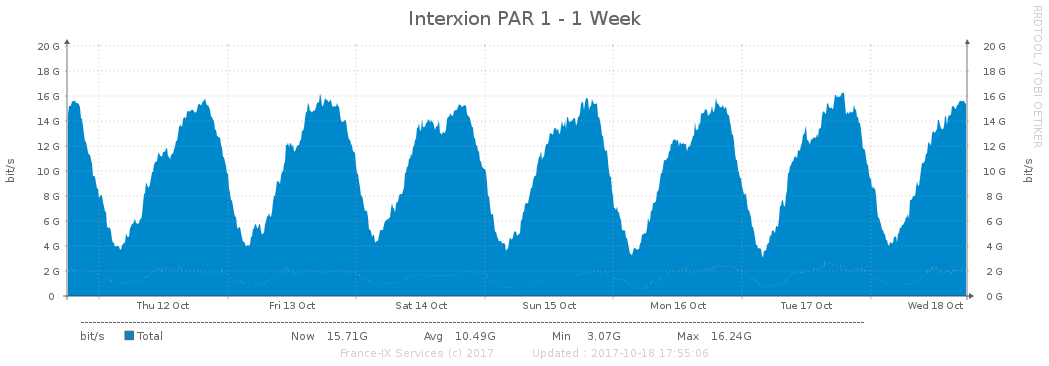 Interxion PAR 1 - 1 Week
RRDTOOL / TOBI OETIKER
bit/s
bit/s
20 G 20 G
18 G 18 G
16 G 16 G
14 G 14 G
12 G 12 G
10 G 10 G
8 G 8 G
6 G 6 G
4 G 4 G
2 G 2 G
0 0 G
Thu 12 Oct Fri 13 Oct Sat 14 Oct Sun 15 Oct Mon 16 Oct Tue 17 Oct Wed 18 Oct
bit/s Total Now 15.71G Avg 10.49G Min 3.07G Max 16.24G
France-IX Services (c) 2017 Updated : 2017-10-18 17:55:06